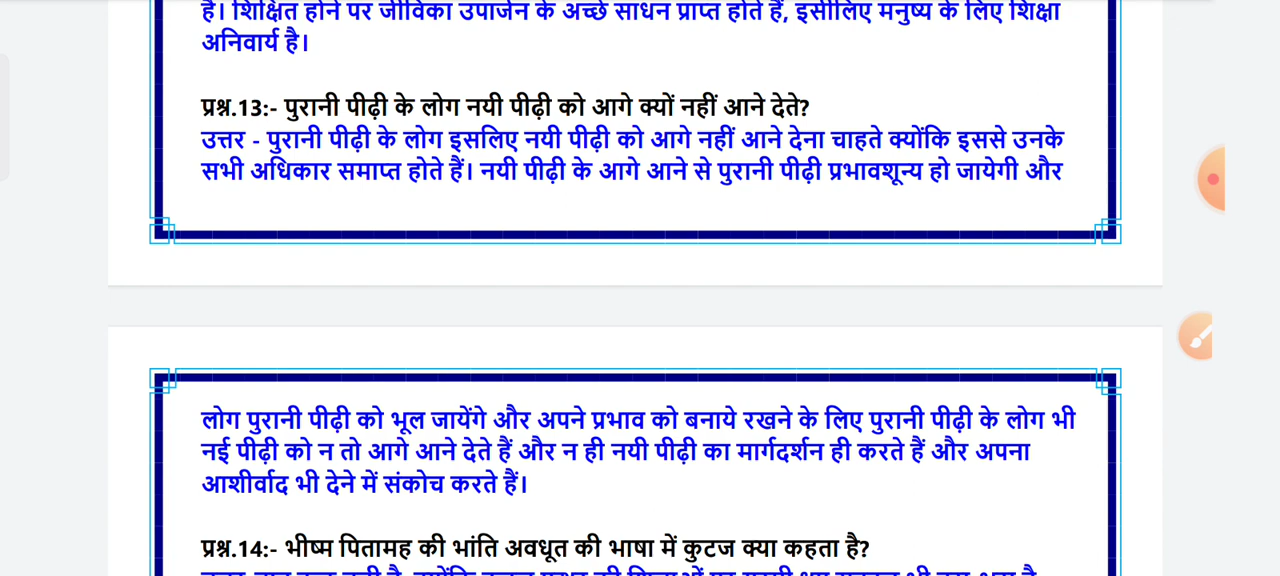 है। शिक्षित होने पर जीविका उपार्जन के अच्छे साधन प्राप्त होते हैं, इसीलिए मनुष्य के लिए शिक्षा
अनिवार्य है।
प्रश्न.13:- पुरानी पीढ़ी के लोग नयी पीढ़ी को आगे क्यों नहीं आने देते?
उत्तर - पुरानी पीढ़ी के लोग इसलिए नयी पीढ़ी को आगे नहीं आने देना चाहते क्योंकि इससे उनके
सभी अधिकार समाप्त होते हैं। नयी पीढ़ी के आगे आने से पुरानी पीढ़ी प्रभावशून्य हो जायेगी और
लोग पुरानी पीढ़ी को भूल जायेंगे और अपने प्रभाव को बनाये रखने के लिए पुरानी पीढ़ी के लोग भी
नई पीढ़ी को न तो आगे आने देते हैं और न ही नयी पीढ़ी का मार्गदर्शन ही करते हैं और अपना
आशीर्वाद भी देने में संकोच करते हैं।
प्रश्न.14:- भीष्म पितामह की भांति अवधूत की भाषा में कुटज क्या कहता है?